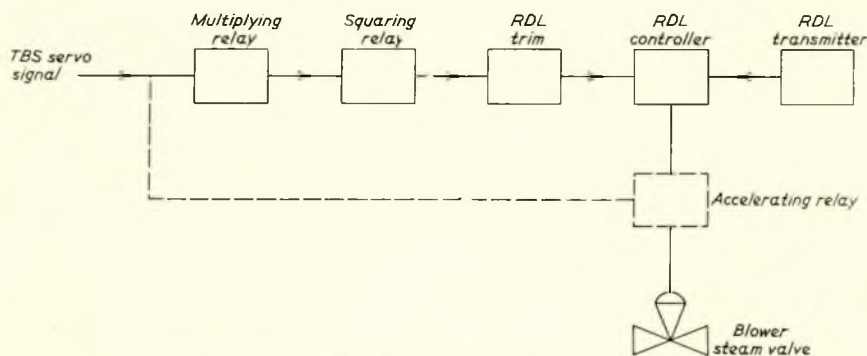 Multiplying
relay
Squaring
relay
RDL
trim
RDL
controller
RDL
transmitter
TBS servo
signal
Accelerating relay
Blower
steam valve